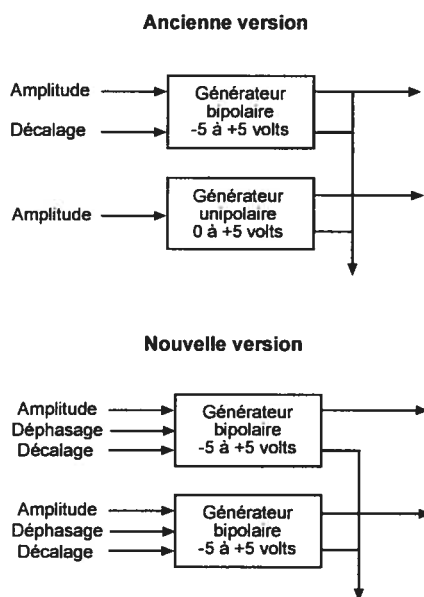 Ancienne version
Amplitude
Décalage
Générateur
bipolaire
-5 à +5 volts
Amplitude
Générateur
unipolaire
0 à +5 volts
Nouvelle version
Amplitude
Déphasage
Décalage
Générateur
bipolaire
-5 à +5 volts
Amplitude
Déphasage
Décalage
Générateur
bipolaire
-5 à +5 volts